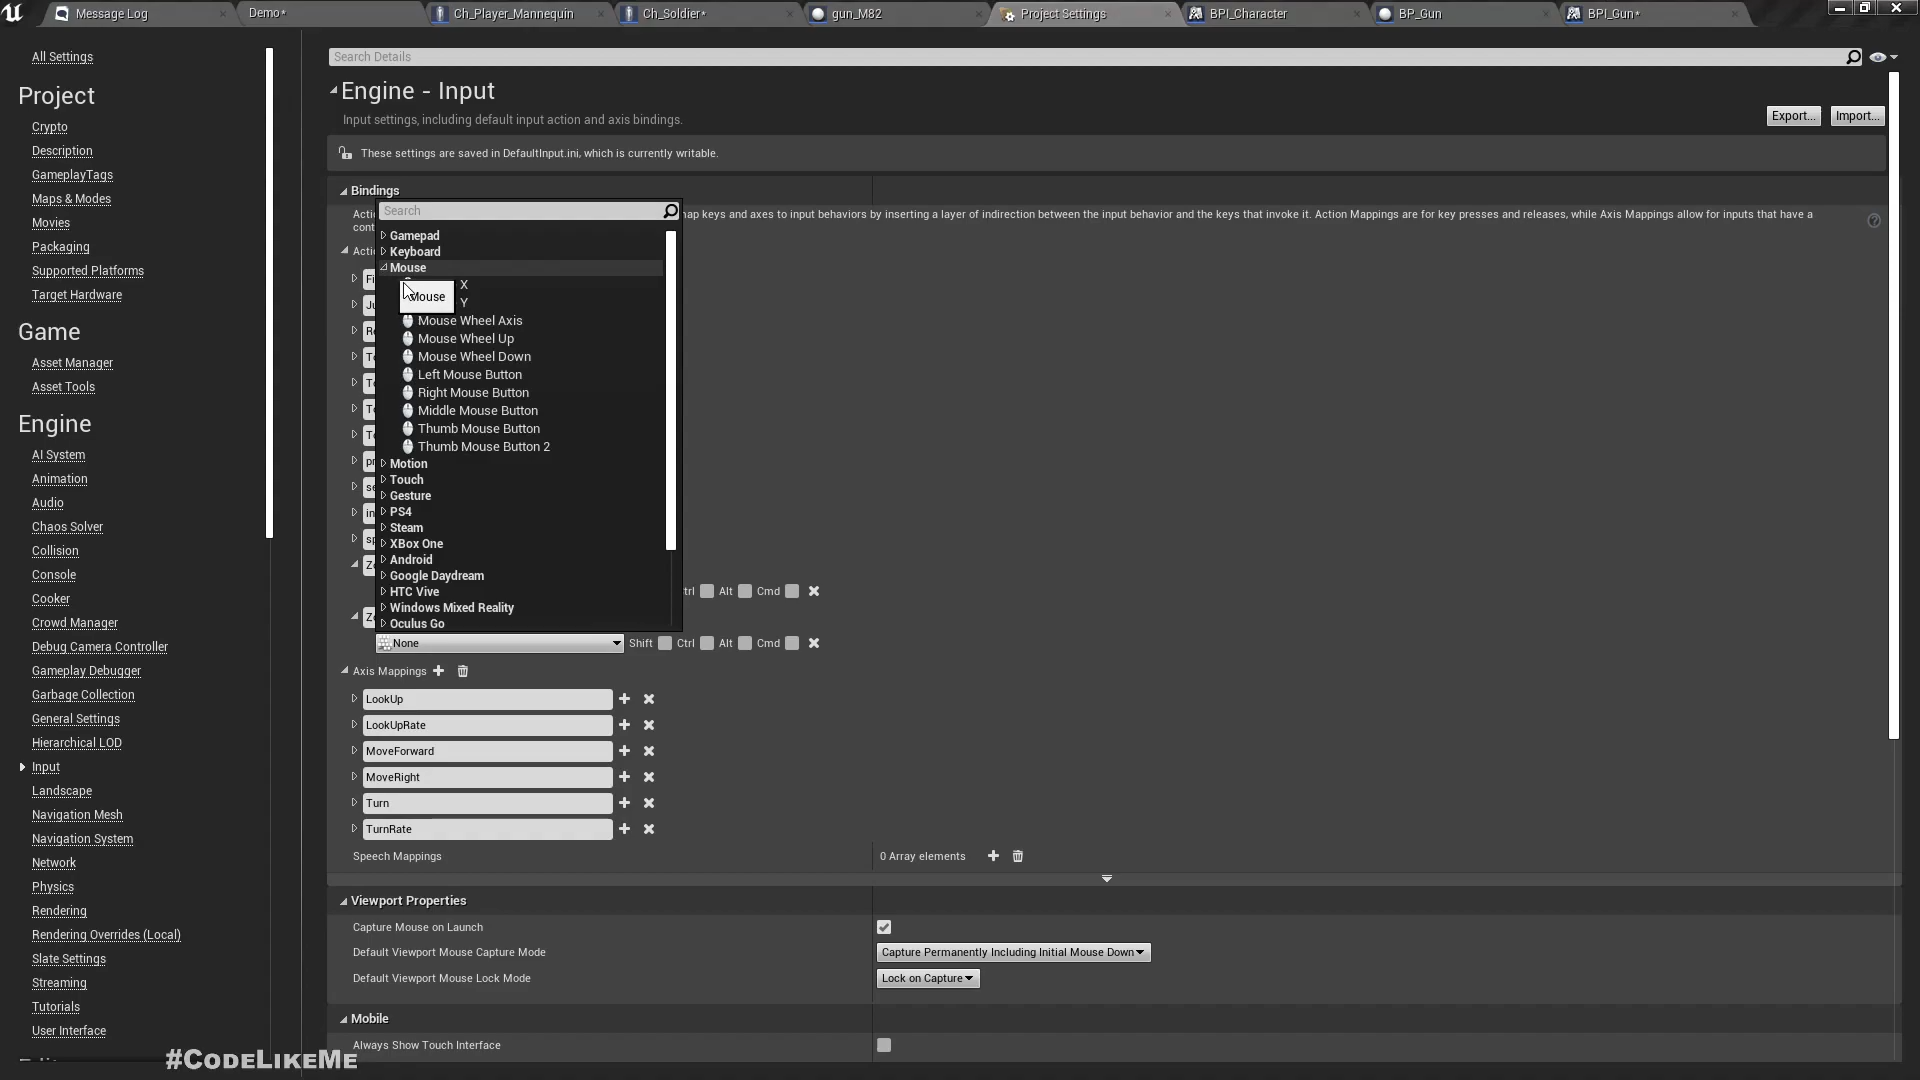 Message Log
Demo*
Ch_Player_Mannequin
Ch_Soldier*
gun_M82
Project Settings
BPI_Character
BP_Gun
BPI_Gun*
All Settings
Project
Crypto
Description
GameplayTags
Maps & Modes
Movies
Packaging
Supported Platforms
Target Hardware
Game
Asset Manager
Asset Tools
Engine
AI System
Animation
Audio
Chaos Solver
Collision
Console
Cooker
Crowd Manager
Debug Camera Controller
Gameplay Debugger
Garbage Collection
General Settings
Hierarchical LOD
Input
Landscape
Navigation Mesh
Navigation System
Network
Physics
Rendering
Rendering Overrides (Local)
Slate Settings
Streaming
Tutorials
User Interface
Search Details
Engine - Input
Input settings, including default input action and axis bindings.
Export...
Import...
These settings are saved in DefaultInput.ini, which is currently writable.
Bindings
Actio
ap keys and axes to input behaviors by inserting a layer of indirection between the input behavior and the keys that invoke it. Action Mappings are for key presses and releases, while Axis Mappings allow for inputs that have a
cont
Actio
Search
Gamepad
Keyboard
Mouse
X
Mouse
Y
Mouse Wheel Axis
Mouse Wheel Up
Mouse Wheel Down
Left Mouse Button
Right Mouse Button
Middle Mouse Button
Thumb Mouse Button
Thumb Mouse Button 2
Motion
Touch
Gesture
PS4
Steam
XBox One
Android
Google Daydream
HTC Vive
Windows Mixed Reality
Oculus Go
trl Alt Cmd
None
Shift Ctrl Alt Cmd
Axis Mappings
LookUp
LookUpRate
MoveForward
MoveRight
Turn
TurnRate
Speech Mappings
0 Array elements
Viewport Properties
Capture Mouse on Launch
Default Viewport Mouse Capture Mode
Capture Permanently Including Initial Mouse Down
Default Viewport Mouse Lock Mode
Lock on Capture
Mobile
Always Show Touch Interface
#CodeLikeMe